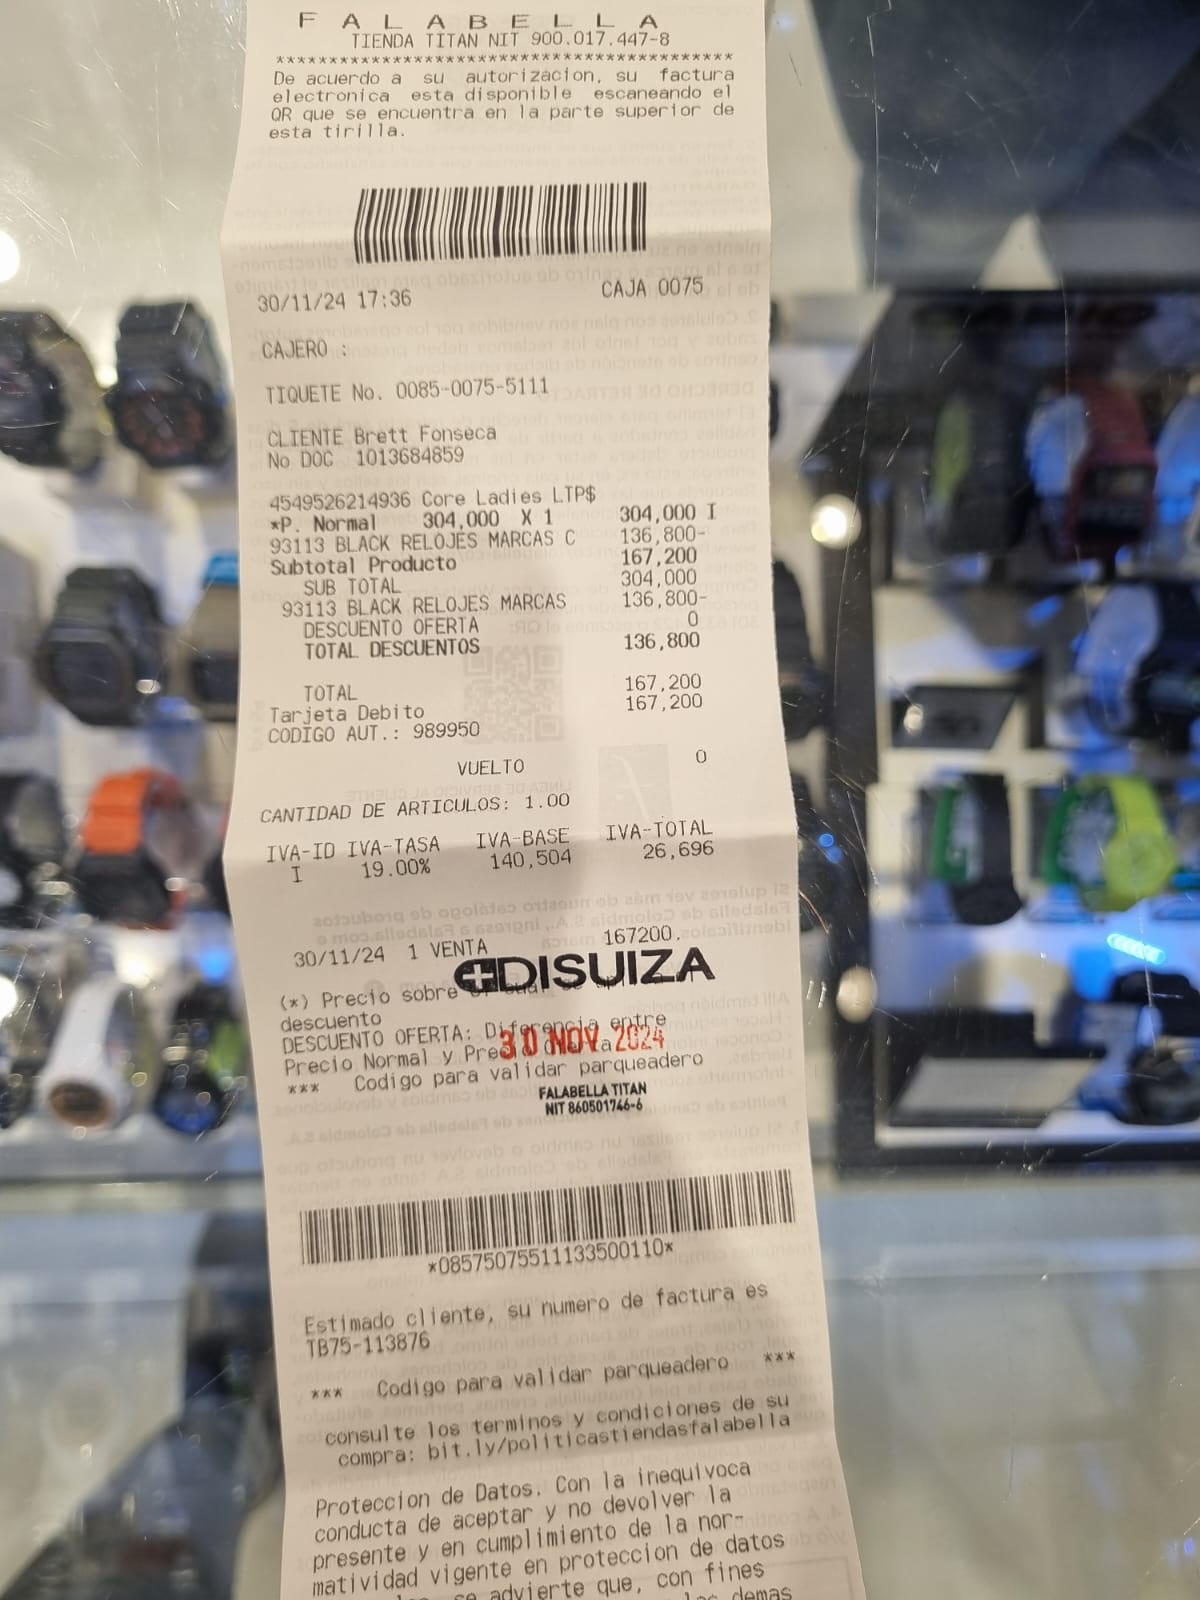 F A L A B E L L A
TIENDA TITAN NIT 900.017.447-8
****************************************************
De acuerdo a su autorizacion, su factura
electronica esta disponible escaneando el
QR que se encuentra en la parte superior de
esta tirilla.
30/11/24 17:36 CAJA 0075
CAJERO :
TIQUETE No. 0085-0075-5111
CLIENTE Brett Fonseca
No DOC 1013684859
4549526214936 Core Ladies LTP$
*P. Normal 304,000 X 1 304,000 I
93113 BLACK RELOJES MARCAS C 136,800-
Subtotal Producto 167,200
SUB TOTAL 304,000
93113 BLACK RELOJES MARCAS 136,800-
DESCUENTO OFERTA 0
TOTAL DESCUENTOS 136,800
TOTAL 167,200
Tarjeta Debito 167,200
CODIGO AUT.: 989950
VUELTO 0
CANTIDAD DE ARTICULOS: 1.00
IVA-ID IVA-TASA IVA-BASE IVA-TOTAL
I 19.00% 140,504 26,696
30/11/24 1 VENTA 167200.
DISUIZA
(*) Precio sobre el cual
descuento
DESCUENTO OFERTA: Diferencia entre
Precio Normal y Precio Oferta
30 NOV 2024
*** Codigo para validar parqueadero
FALABELLA TITAN
NIT 860501746-6
*08575075511133500110*
Estimado cliente, su numero de factura es
TB75-113876
*** Codigo para validar parqueadero ***
consulte los terminos y condiciones de su
compra: bit.ly/politicastiendasfalabella
Proteccion de Datos. Con la inequivoca
conducta de aceptar y no devolver la
presente y en cumplimiento de la nor-
matividad vigente en proteccion de datos
se advierte que, con fines
las demas